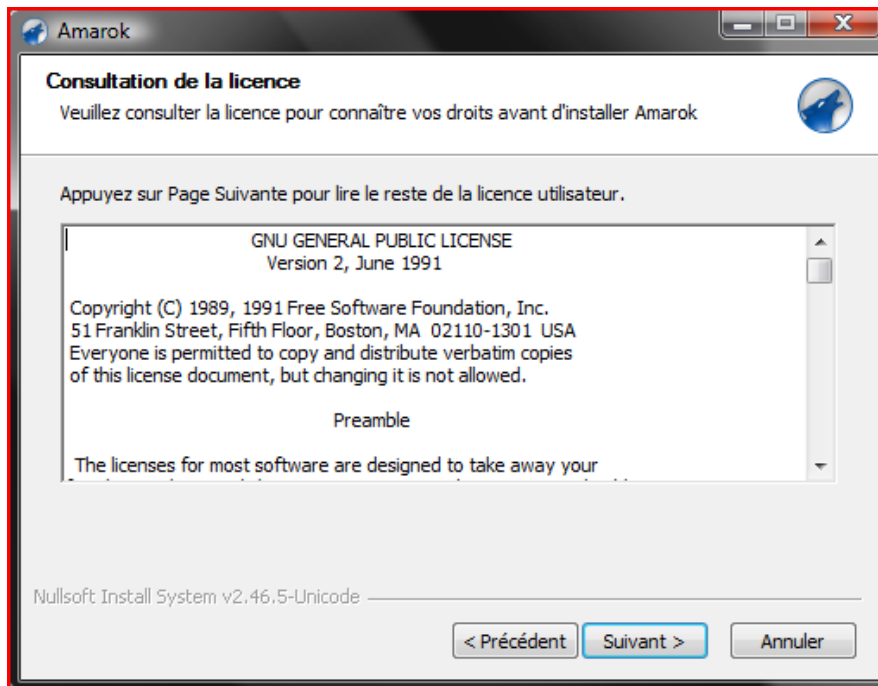 Amarok
Consultation de la licence
Veuillez consulter la licence pour connaître vos droits avant d'installer Amarok
Appuyez sur Page Suivante pour lire le reste de la licence utilisateur.
GNU GENERAL PUBLIC LICENSE
Version 2, June 1991
Copyright (C) 1989, 1991 Free Software Foundation, Inc.
51 Franklin Street, Fifth Floor, Boston, MA  02110-1301  USA
Everyone is permitted to copy and distribute verbatim copies
of this license document, but changing it is not allowed.
Preamble
The licenses for most software are designed to take away your
Nullsoft Install System v2.46.5-Unicode
< Précédent
Suivant >
Annuler